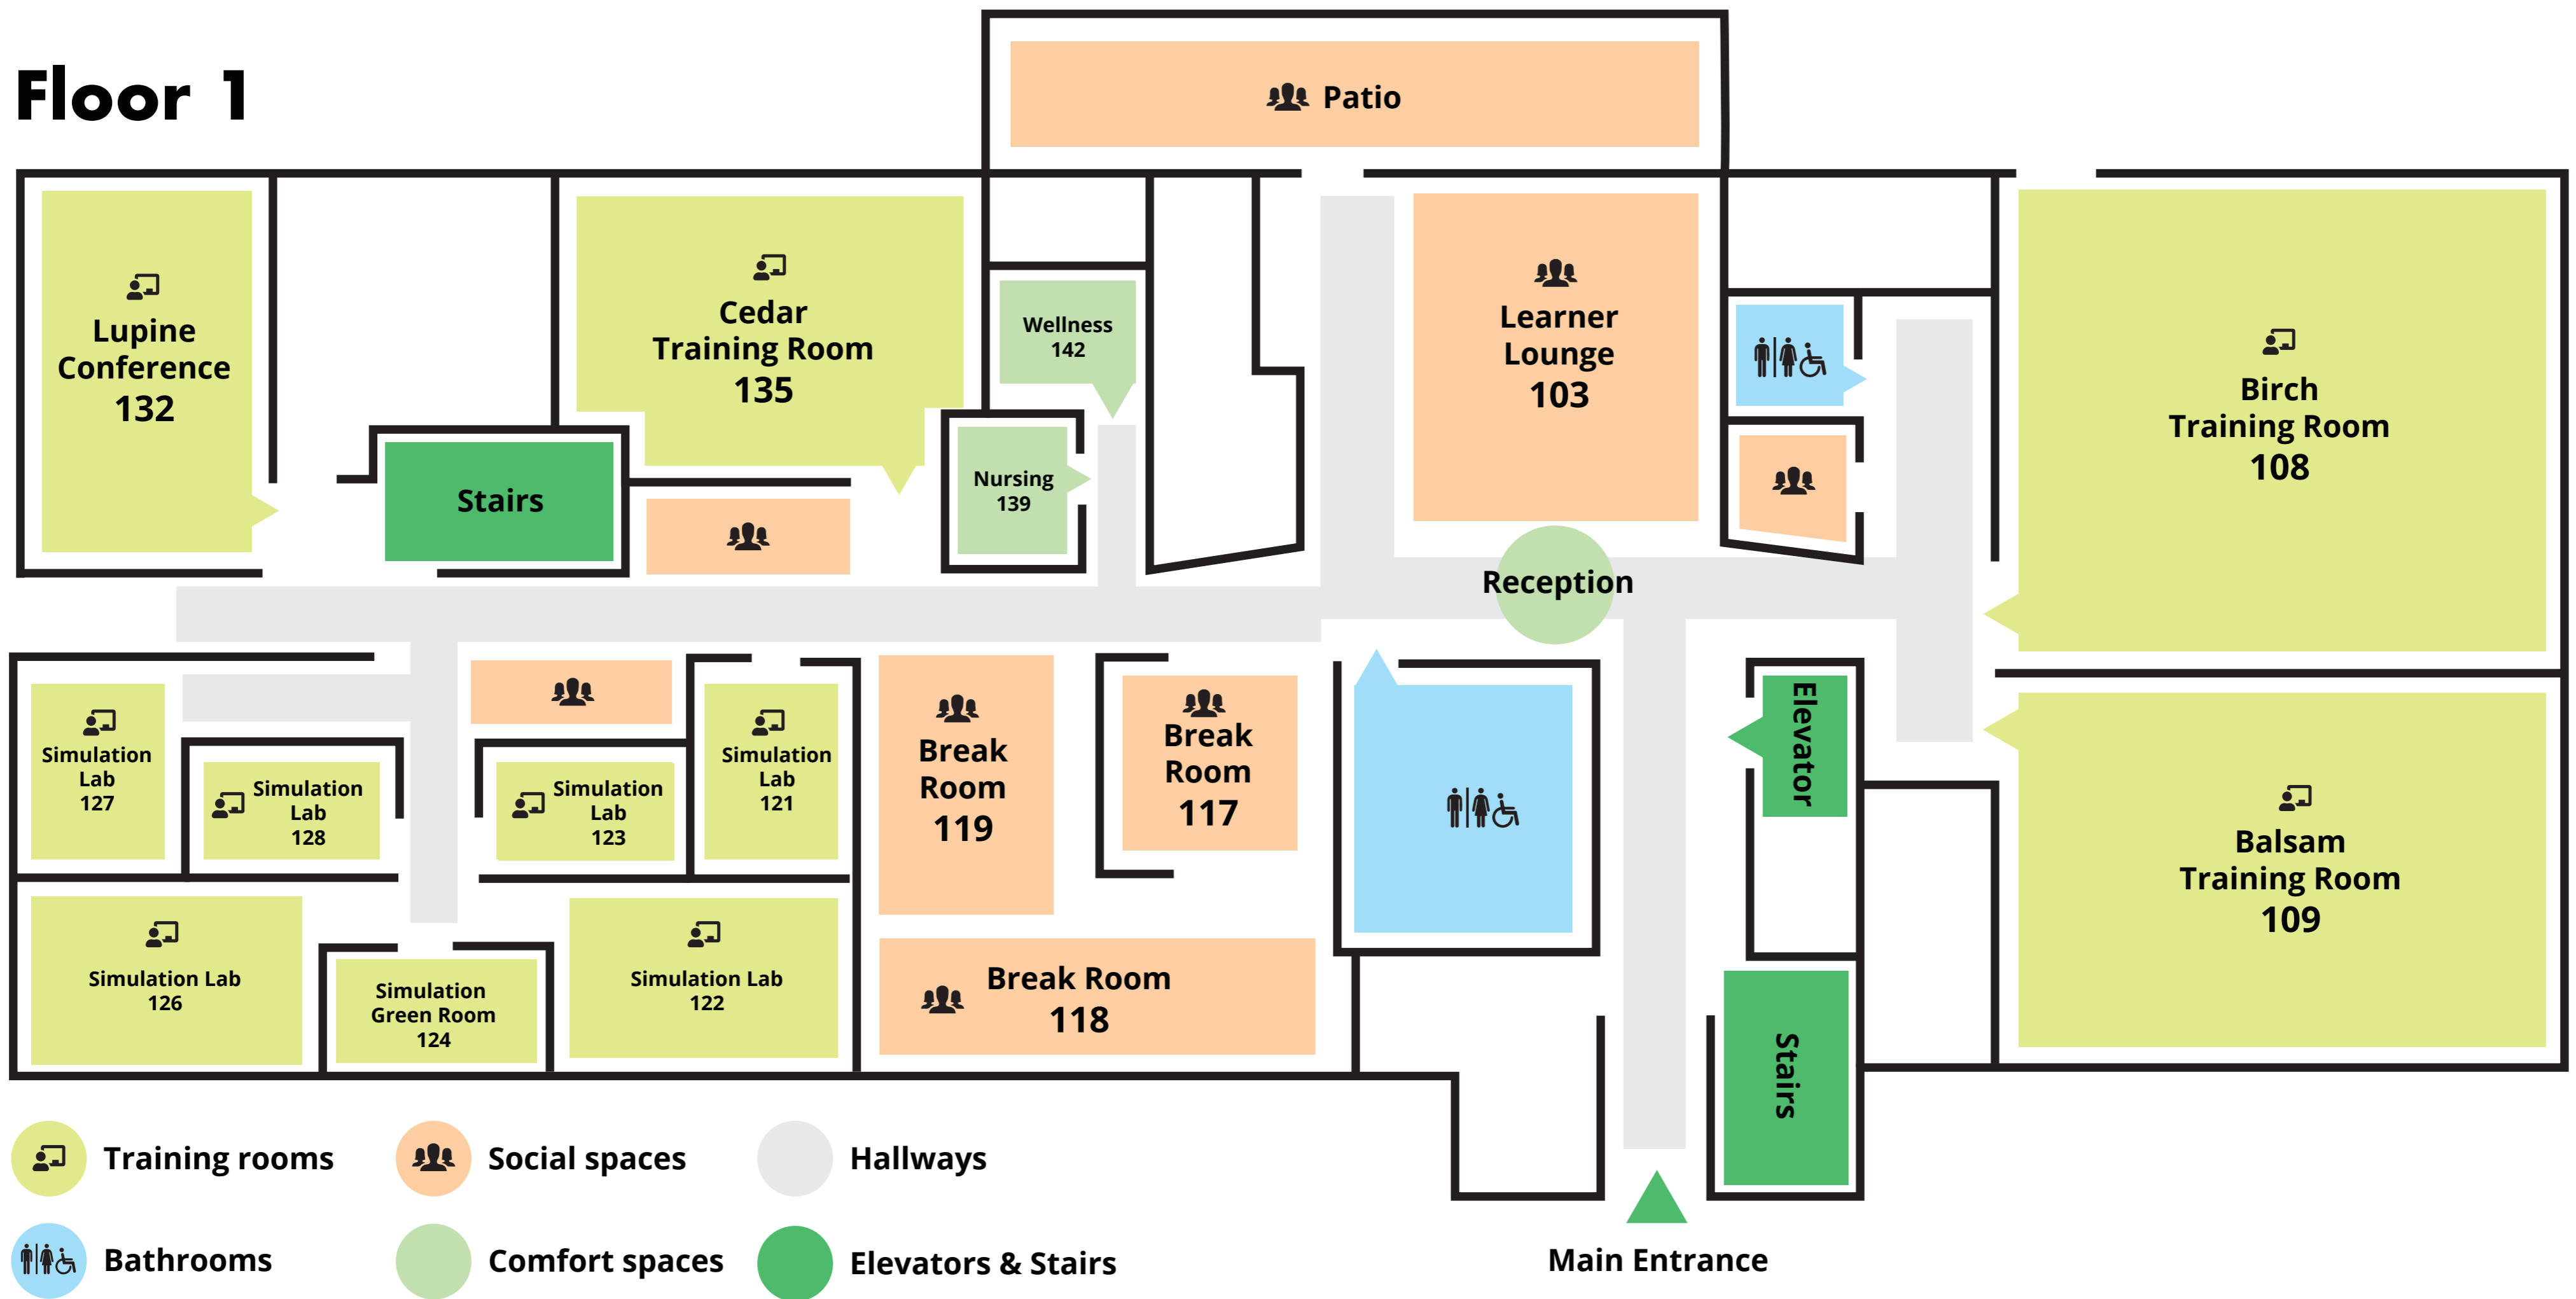 Floor 1
Patio
Lupine
Conference
132
Stairs
Cedar
Training Room
135
Wellness
142
Nursing
139
Learner
Lounge
103
Birch
Training Room
108
Reception
Simulation
Lab
127
Simulation
Lab
128
Simulation
Lab
123
Simulation
Lab
121
Break
Room
119
Break
Room
117
Elevator
Balsam
Training Room
109
Simulation Lab
126
Simulation
Green Room
124
Simulation Lab
122
Break Room
118
Stairs
Training rooms
Social spaces
Hallways
Bathrooms
Comfort spaces
Elevators & Stairs
Main Entrance